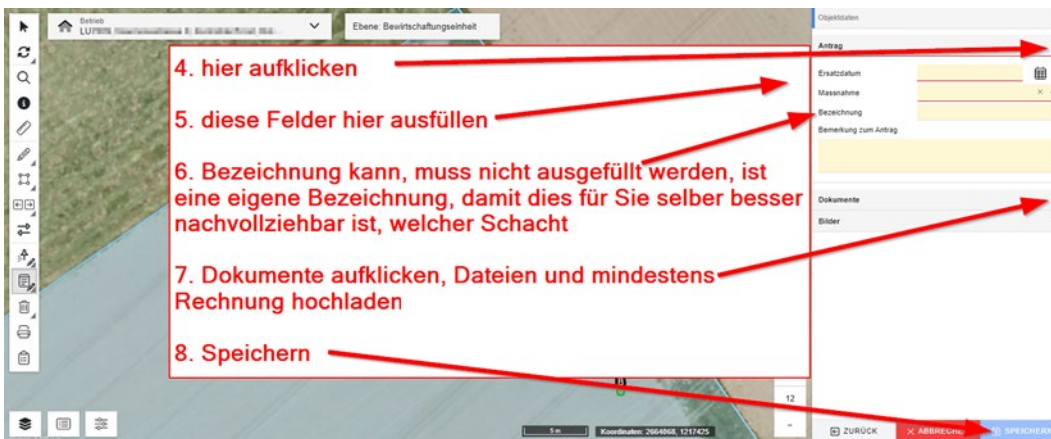 Betrieb
Ebene: Bewirtschaftungseinheit
Objektdaten
Antrag
4. hier aufklicken
Ersatzdatum
Massnahme
5. diese Felder hier ausfüllen
Bezeichnung
Bemerkung zum Antrag
6. Bezeichnung kann, muss nicht ausgefüllt werden, ist
eine eigene Bezeichnung, damit dies für Sie selber besser
nachvollziehbar ist, welcher Schacht
Dokumente
Bilder
7. Dokumente aufklicken, Dateien und mindestens
Rechnung hochladen
8. Speichern
12
5 m
Koordinaten: 2664068, 1217425
ZURÜCK
SPEICHERN